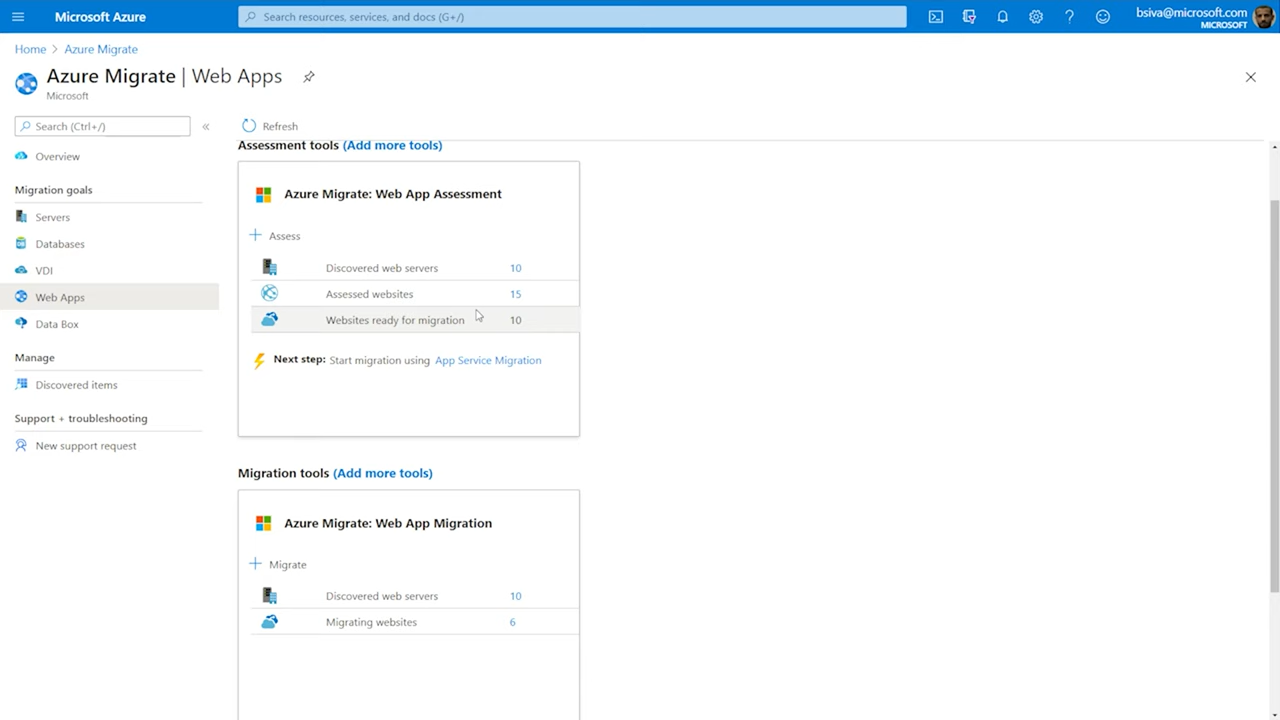 Microsoft Azure
Search resources, services, and docs (G+/)
bsiva@microsoft.com
MICROSOFT
Home > Azure Migrate
Azure Migrate | Web Apps
Microsoft
Search (Ctrl+/)
«
Refresh
Overview
Migration goals
Servers
Databases
VDI
Web Apps
Data Box
Manage
Discovered items
Support + troubleshooting
New support request
Assessment tools (Add more tools)
Azure Migrate: Web App Assessment
+ Assess
Discovered web servers 10
Assessed websites 15
Websites ready for migration 10
Next step: Start migration using App Service Migration
Migration tools (Add more tools)
Azure Migrate: Web App Migration
+ Migrate
Discovered web servers 10
Migrating websites 6